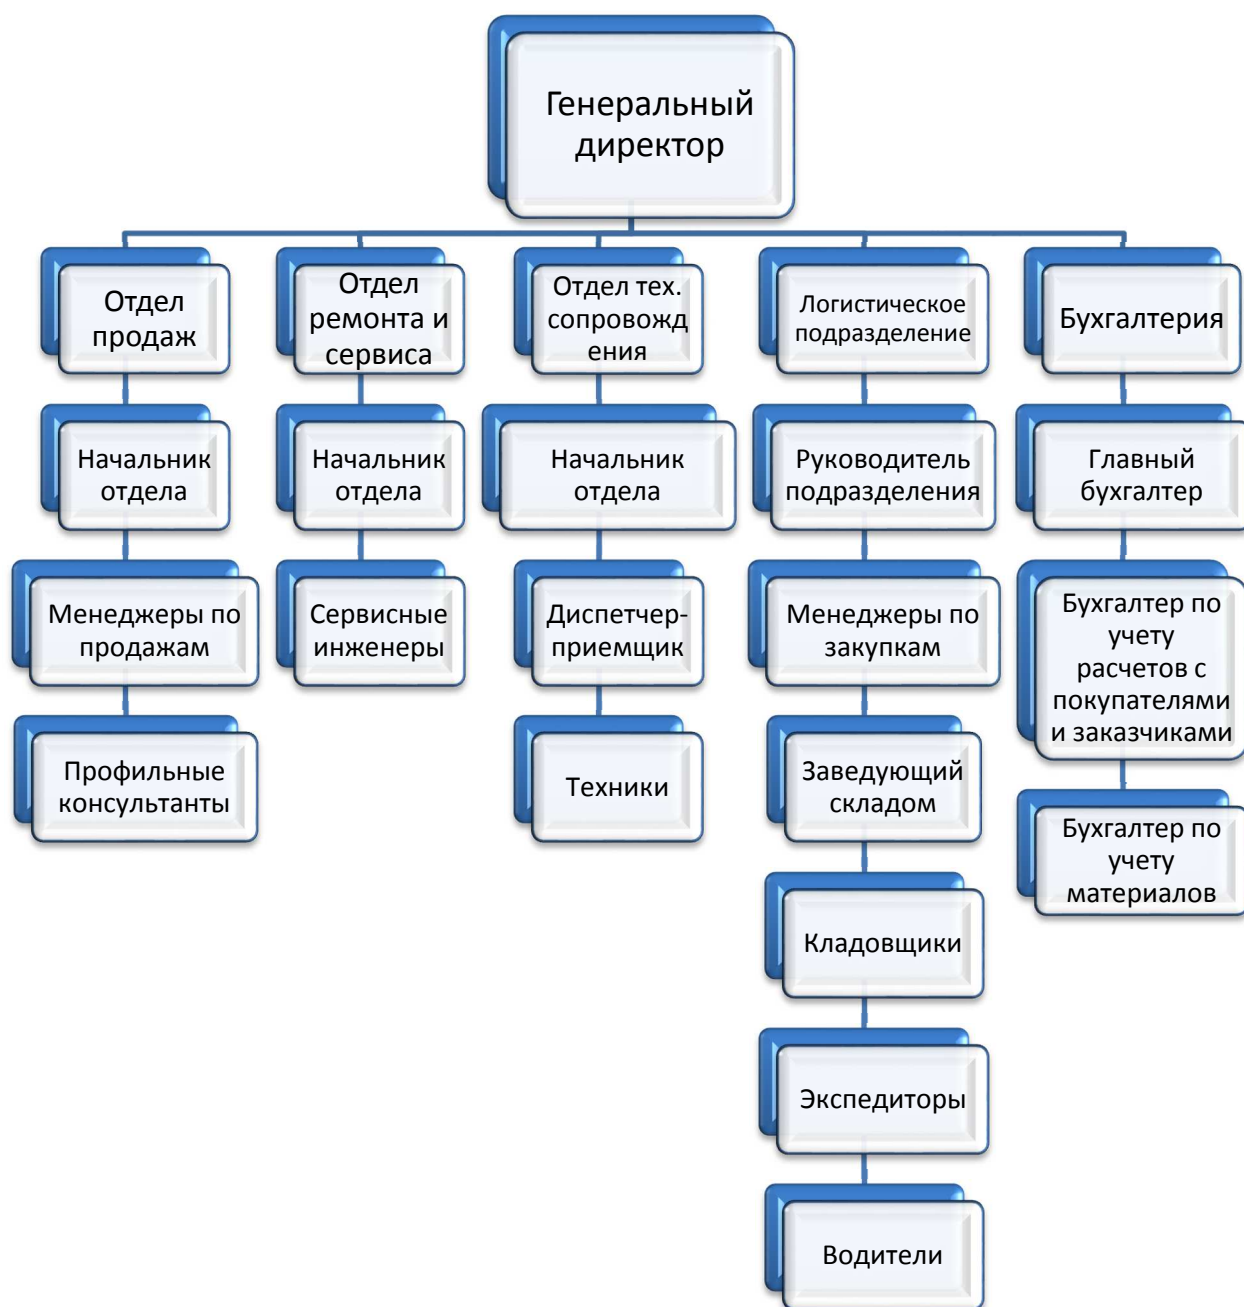 Генеральный
директор
Отдел
продаж
Отдел
ремонта и
сервиса
Отдел тех.
сопровожд
ения
Логистическое
подразделение
Бухгалтерия
Начальник
отдела
Начальник
отдела
Начальник
отдела
Руководитель
подразделения
Главный
бухгалтер
Менеджеры по
продажам
Сервисные
инженеры
Диспетчер-
приемщик
Менеджеры по
закупкам
Бухгалтер по
учету
расчетов с
покупателями
и заказчиками
Профильные
консультанты
Техники
Заведующий
складом
Бухгалтер по
учету
материалов
Кладовщики
Экспедиторы
Водители